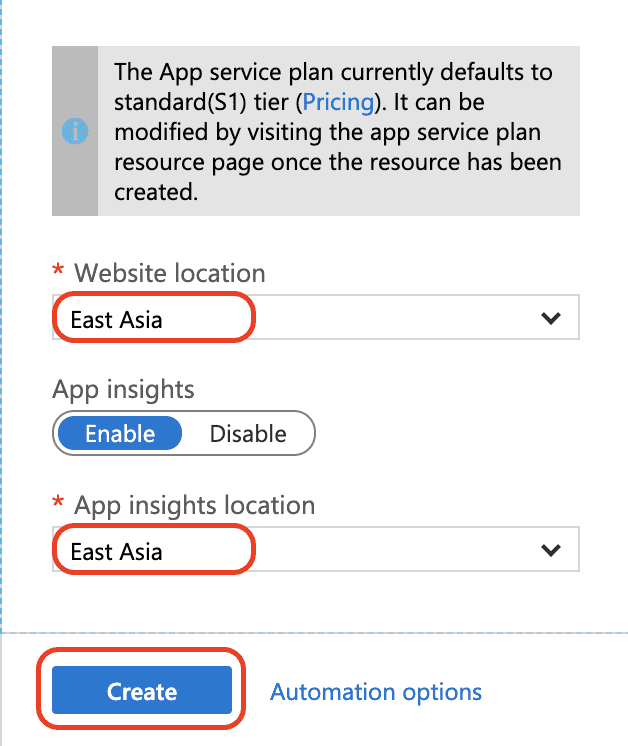 The App service plan currently defaults to
standard(S1) tier (Pricing). It can be
modified by visiting the app service plan
resource page once the resource has been
created.
* Website location
East Asia
App insights
Enable Disable
* App insights location
East Asia
Create Automation options